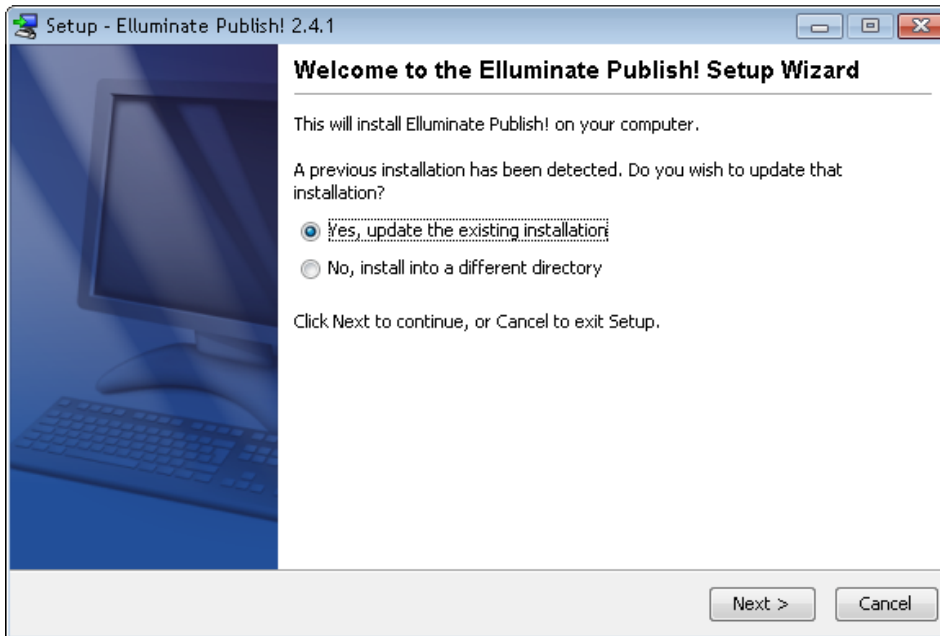 Setup - Elluminate Publish! 2.4.1
Welcome to the Elluminate Publish! Setup Wizard
This will install Elluminate Publish! on your computer.
A previous installation has been detected. Do you wish to update that
installation?
Yes, update the existing installation
No, install into a different directory
Click Next to continue, or Cancel to exit Setup.
Next >
Cancel